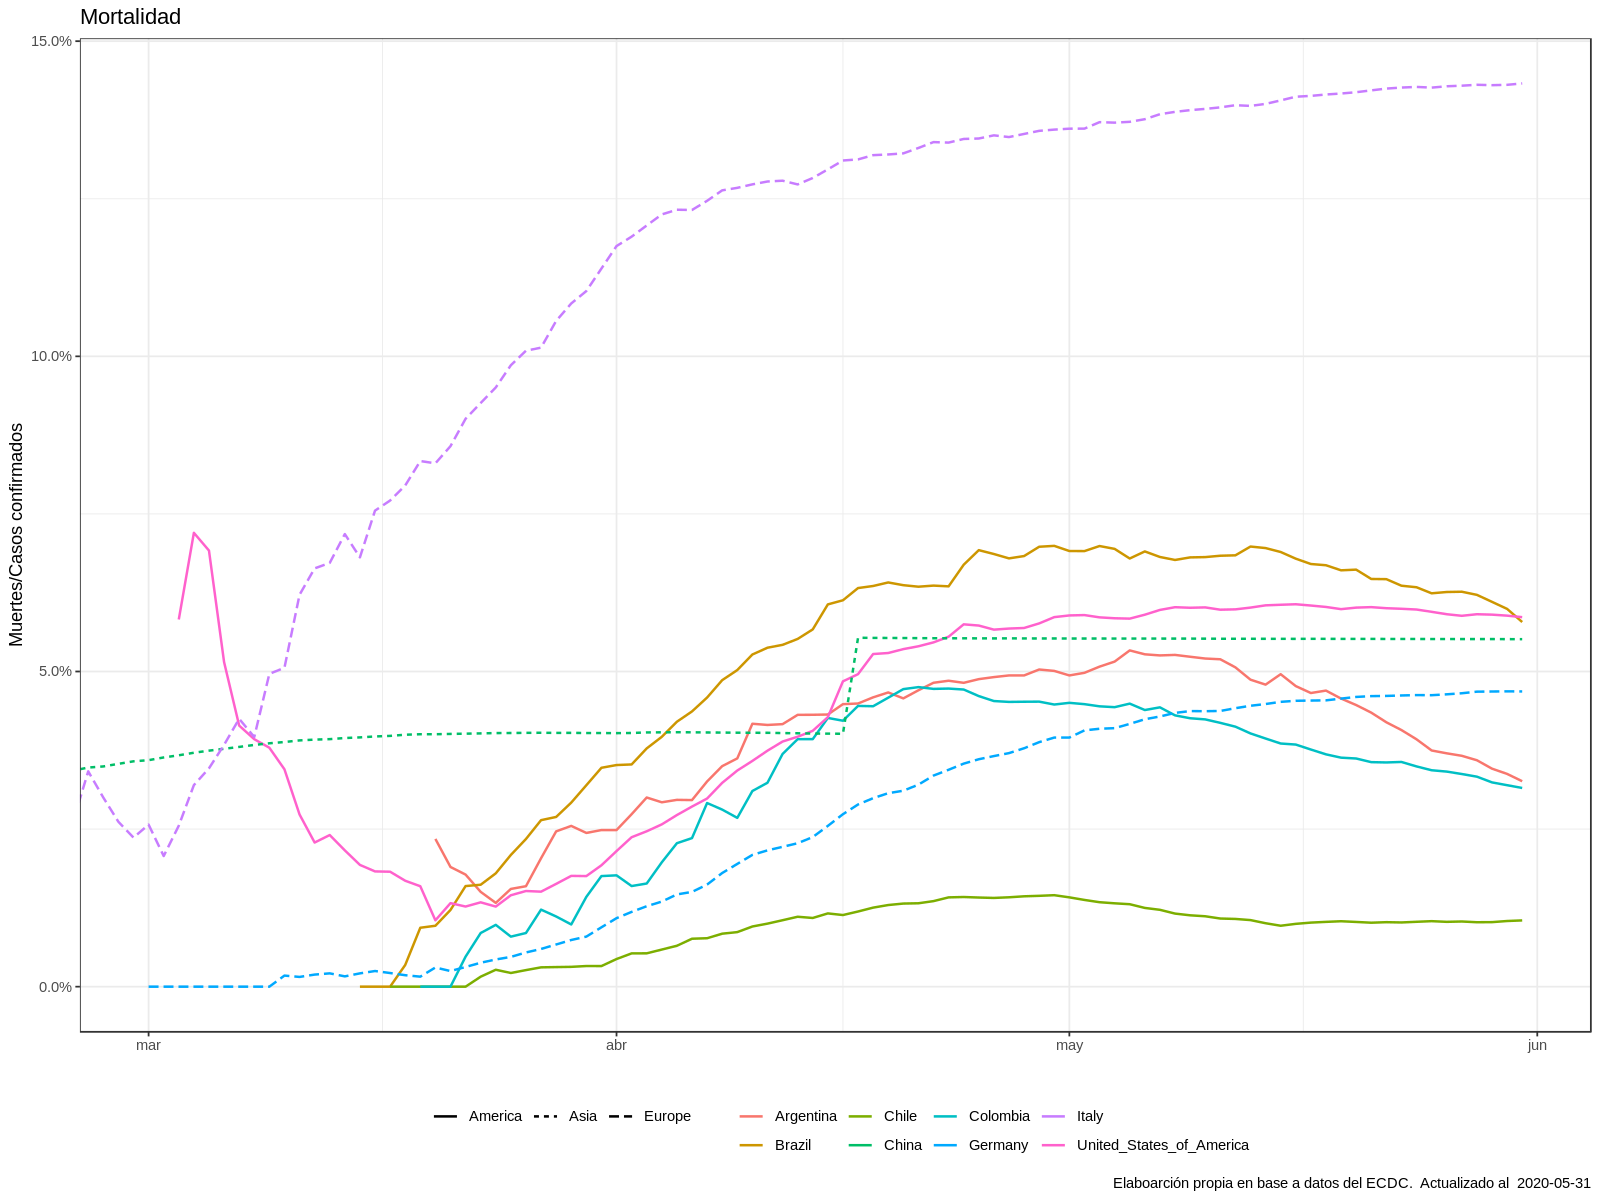 Mortalidad
Muertes/Casos confirmados
15.0%
10.0%
5.0%
0.0%
mar abr may jun
America Asia Europe Argentina Chile Colombia Italy
Brazil China Germany United_States_of_America
Elaboarción propia en base a datos del ECDC. Actualizado al 2020-05-31